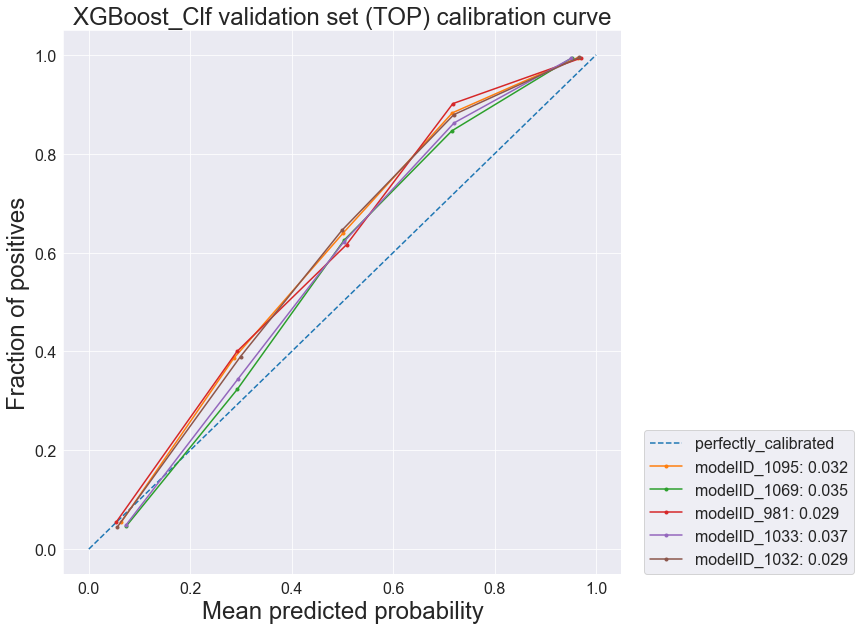 XGBoost_Clf validation set (TOP) calibration curve
Fraction of positives
1.0
0.8
0.6
0.4
0.2
0.0
0.0 0.2 0.4 0.6 0.8 1.0
Mean predicted probability
perfectly_calibrated
modelID_1095: 0.032
modelID_1069: 0.035
modelID_981: 0.029
modelID_1033: 0.037
modelID_1032: 0.029